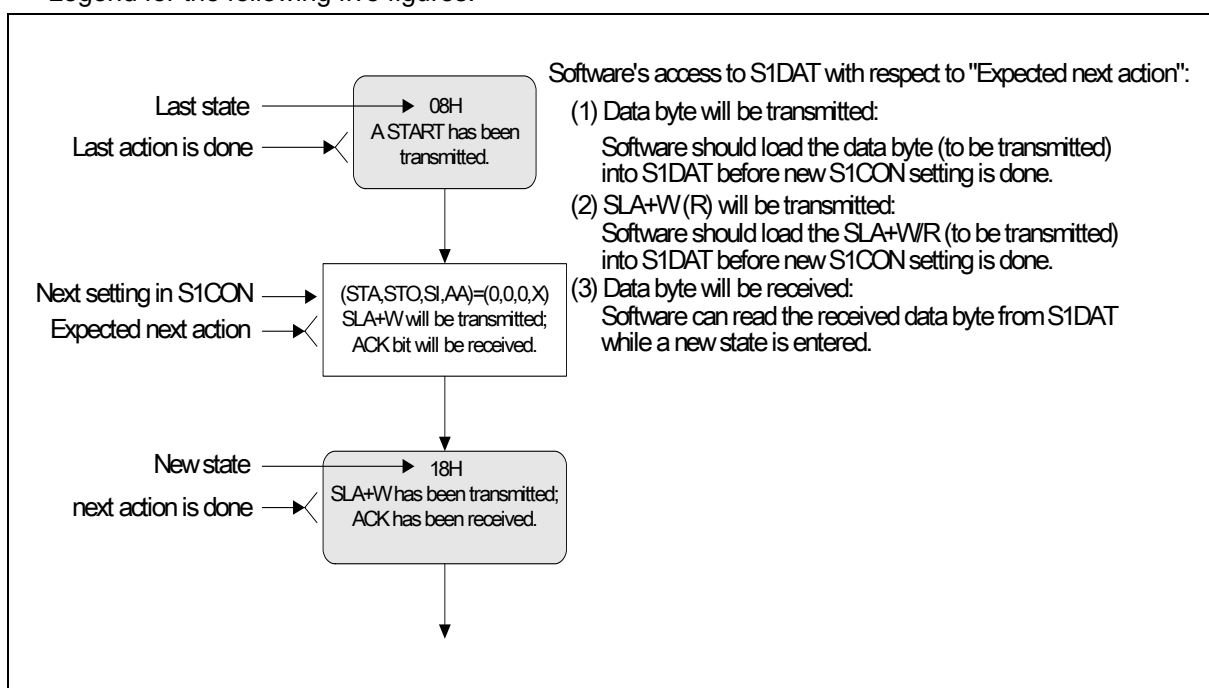 Last state
Last action is done
08H
A START has been
transmitted.
Next setting in S1CON
Expected next action
(STA,STO,SI,AA)=(0,0,0,X)
SLA+W will be transmitted;
ACK bit will be received.
New state
next action is done
18H
SLA+W has been transmitted;
ACK has been received.
Software's access to S1DAT with respect to "Expected next action":
(1) Data byte will be transmitted:
Software should load the data byte (to be transmitted)
into S1DAT before new S1CON setting is done.
(2) SLA+W (R) will be transmitted:
Software should load the SLA+W/R (to be transmitted)
into S1DAT before new S1CON setting is done.
(3) Data byte will be received:
Software can read the received data byte from S1DAT
while a new state is entered.